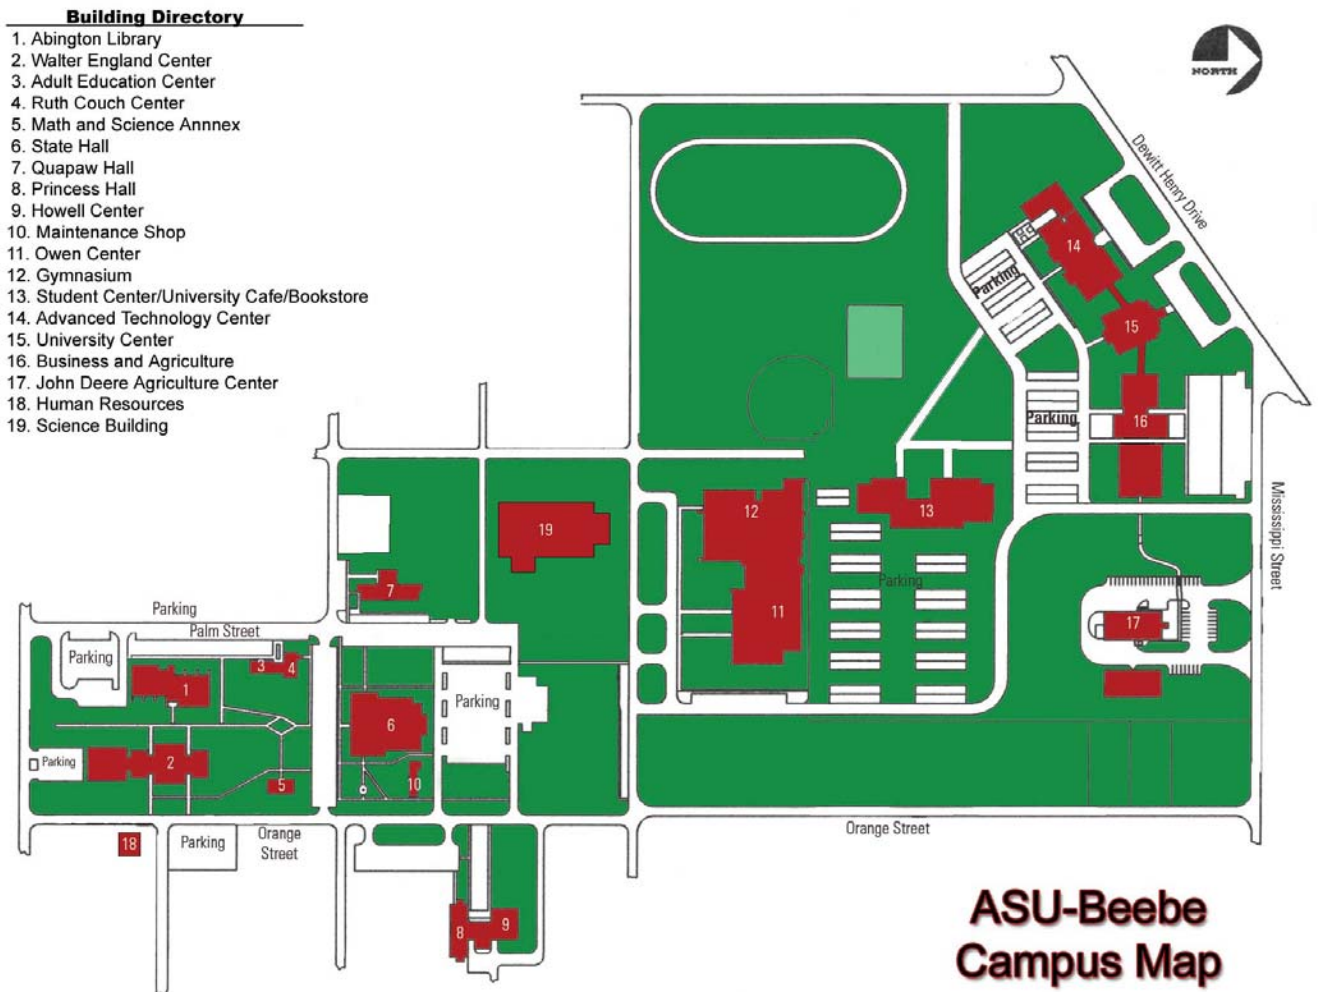 Building Directory
1. Abington Library
2. Walter England Center
3. Adult Education Center
4. Ruth Couch Center
5. Math and Science Annnex
6. State Hall
7. Quapaw Hall
8. Princess Hall
9. Howell Center
10. Maintenance Shop
11. Owen Center
12. Gymnasium
13. Student Center/University Cafe/Bookstore
14. Advanced Technology Center
15. University Center
16. Business and Agriculture
17. John Deere Agriculture Center
18. Human Resources
19. Science Building
NORTH
Dewitt Henry Drive
14
Parking
15
Parking
16
Mississippi Street
12
13
19
Parking
7
11
17
Parking
Palm Street
Parking
3
4
1
Parking
6
Parking
2
5
10
18
Parking
Orange
Street
Orange Street
8
9
ASU-Beebe
Campus Map